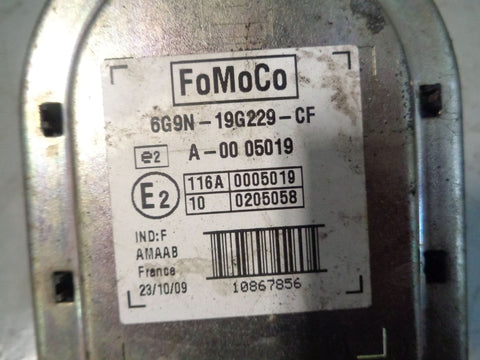 FoMoCo
6G9N-19G229-CF
e2 A-00 05019
E2 116A 0005019
10 0205058
IND:F
AMAAB
France
23/10/09 10867856